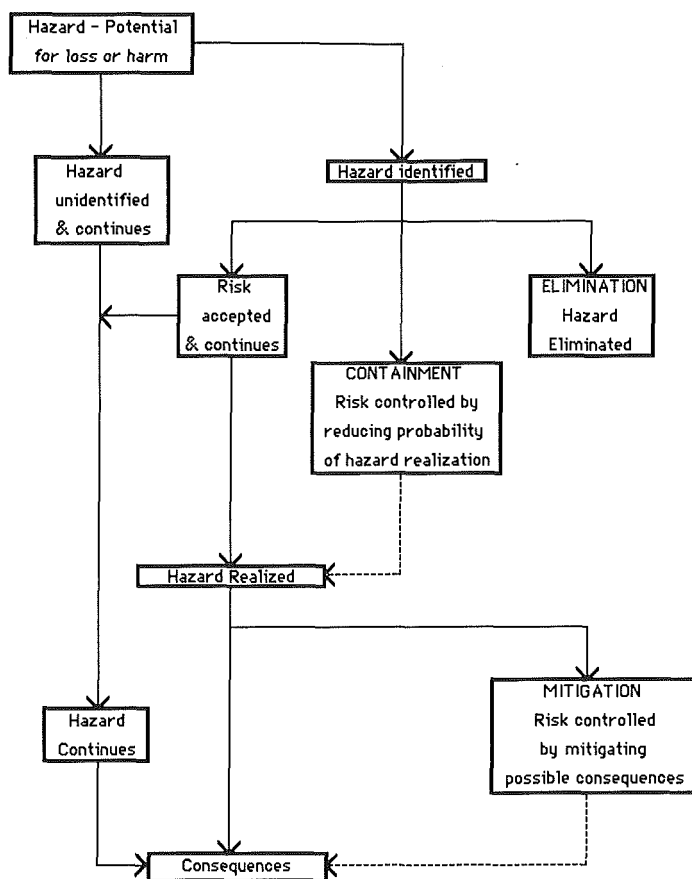 Hazard - Potential
for loss or harm
Hazard
unidentified
& continues
Hazard identified
Risk
accepted
& continues
ELIMINATION
Hazard
Eliminated
CONTAINMENT
Risk controlled by
reducing probability
of hazard realization
Hazard Realized
Hazard
Continues
MITIGATION
Risk controlled
by mitigating
possible consequences
Consequences